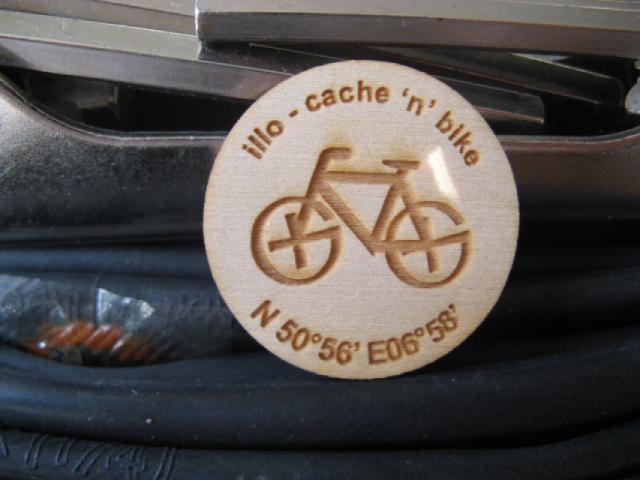 illo - cache 'n' bike
N 50°56' E06°58'